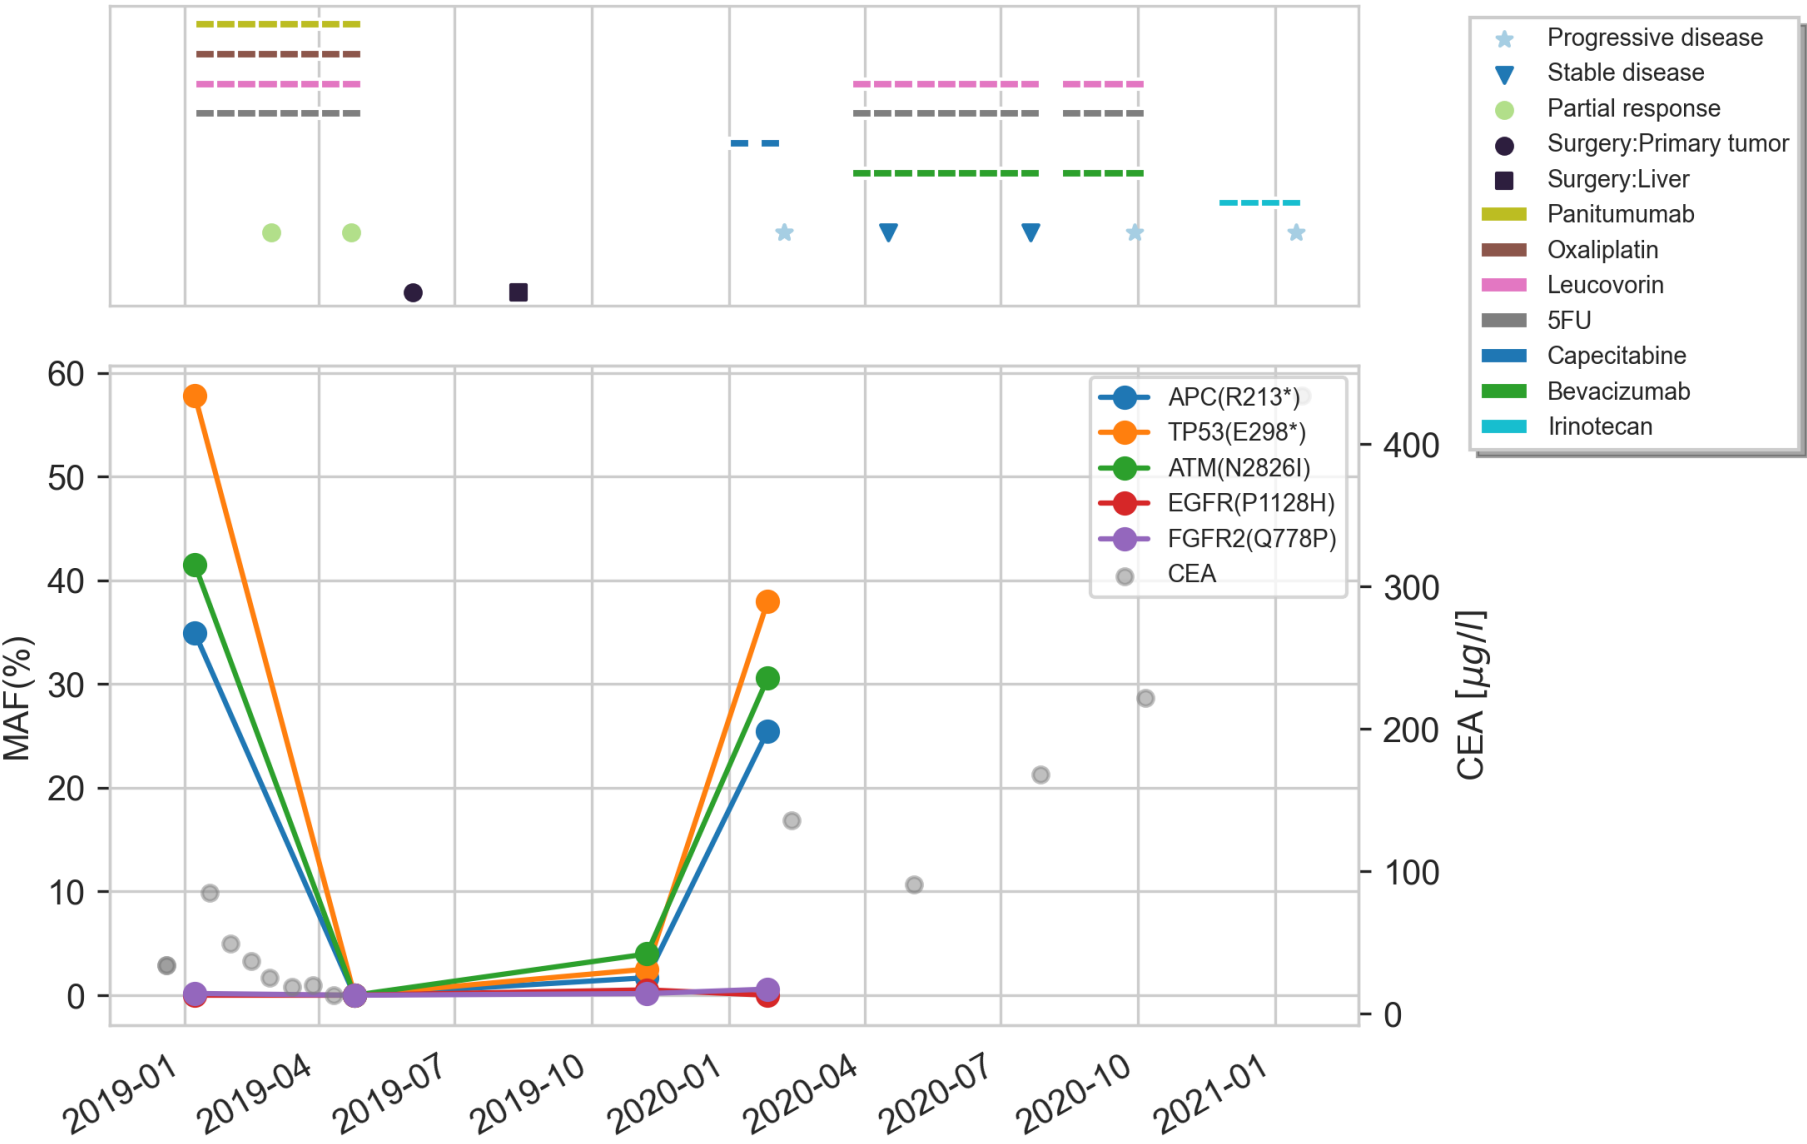 Progressive disease
Stable disease
Partial response
Surgery:Primary tumor
Surgery:Liver
Panitumumab
Oxaliplatin
Leucovorin
5FU
Capecitabine
Bevacizumab
Irinotecan
60
50
40
30
20
10
0
MAF(%)
APC(R213*)
TP53(E298*)
ATM(N2826I)
EGFR(P1128H)
FGFR2(Q778P)
CEA
400
300
200
100
0
CEA [μg/l]
2019-01
2019-04
2019-07
2019-10
2020-01
2020-04
2020-07
2020-10
2021-01